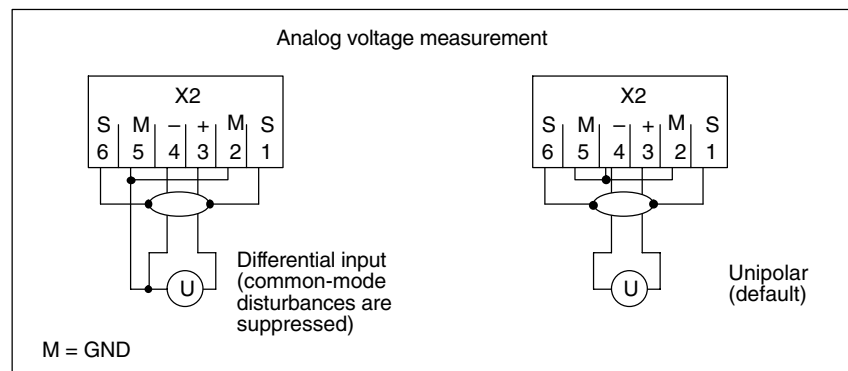 Analog voltage measurement
X2
S M – + M S
6 5 4 3 2 1
U
Differential input
(common-mode
disturbances are
suppressed)
M = GND
X2
S M – + M S
6 5 4 3 2 1
U
Unipolar
(default)